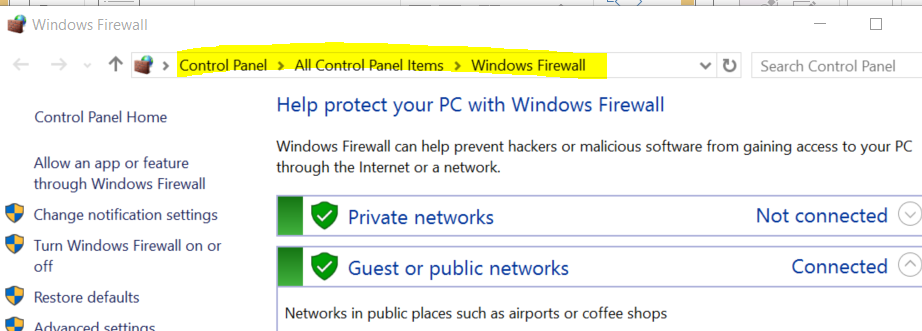 Windows Firewall
Control Panel > All Control Panel Items > Windows Firewall
Search Control Panel
Control Panel Home
Allow an app or feature
through Windows Firewall
Change notification settings
Turn Windows Firewall on or
off
Restore defaults
Advanced settings
Help protect your PC with Windows Firewall
Windows Firewall can help prevent hackers or malicious software from gaining access to your PC
through the Internet or a network.
Private networks Not connected
Guest or public networks Connected
Networks in public places such as airports or coffee shops